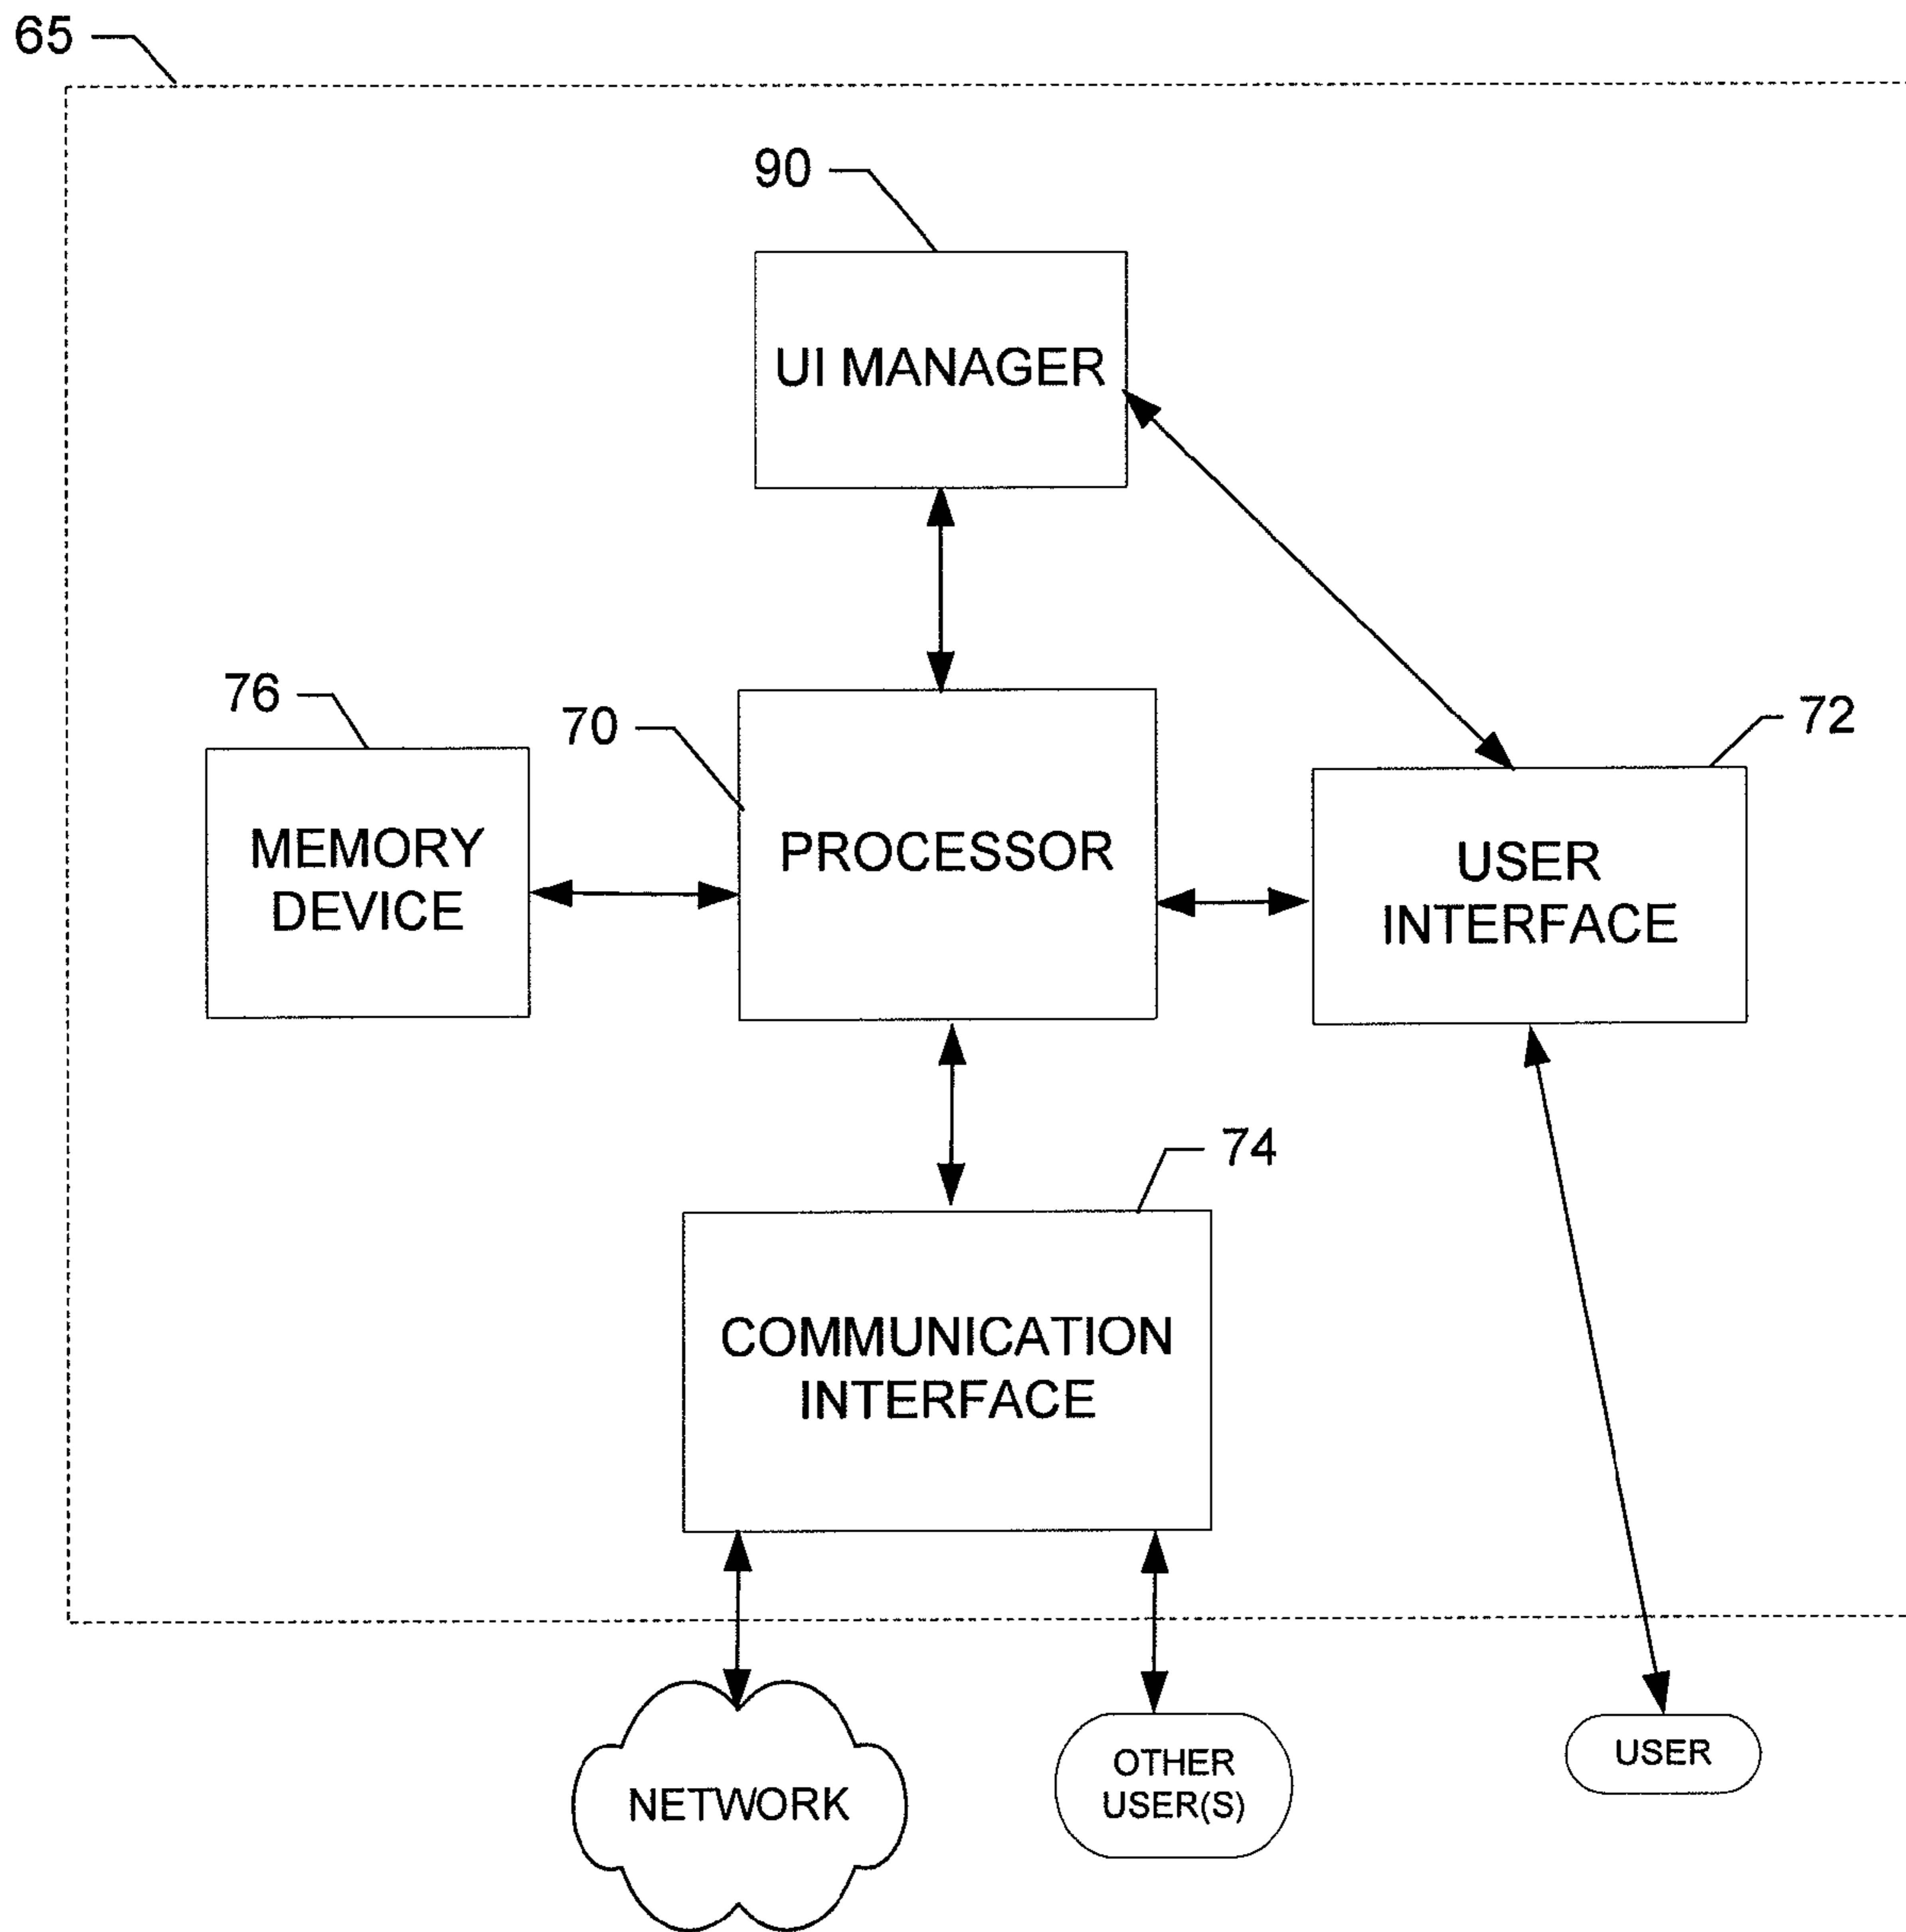 65
90
UI MANAGER
76
70
72
MEMORY
DEVICE
PROCESSOR
USER
INTERFACE
74
COMMUNICATION
INTERFACE
NETWORK
OTHER
USER(S)
USER